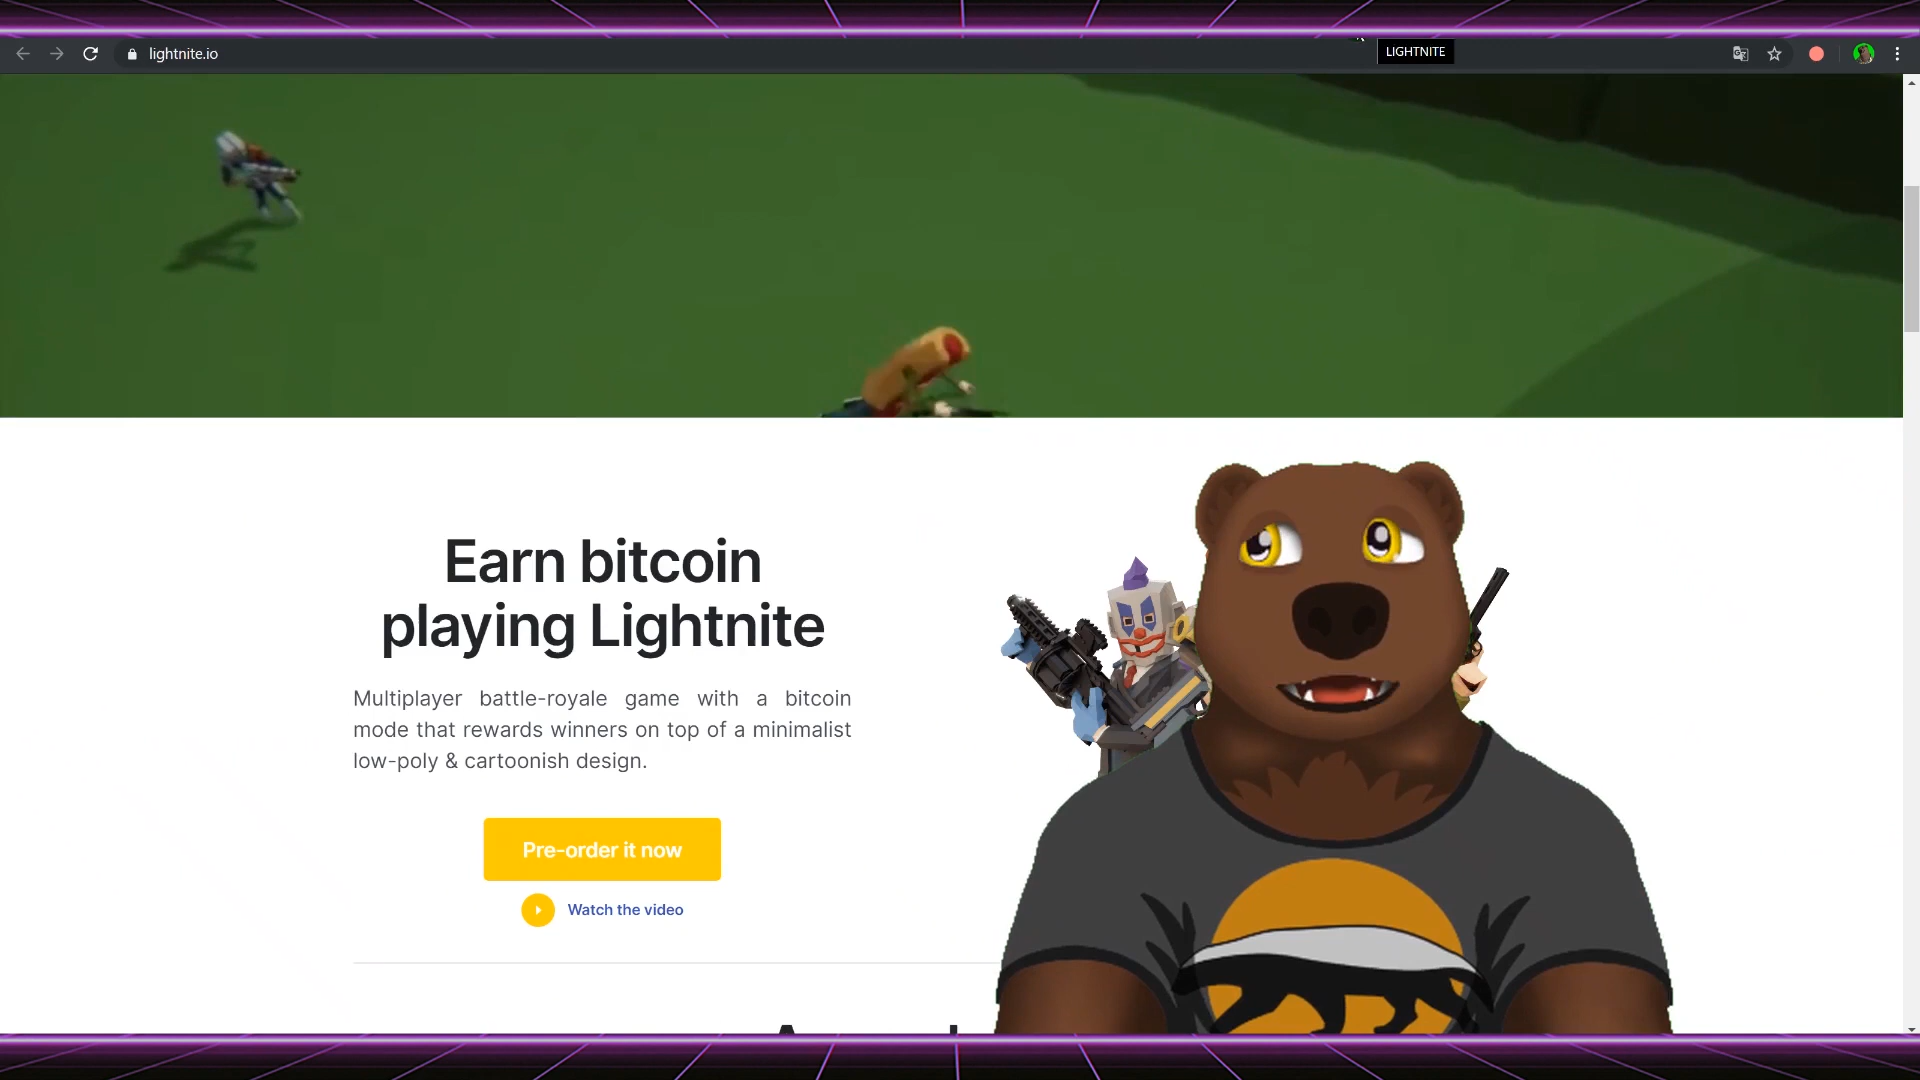 lightnite.io
LIGHTNITE
Earn bitcoin
playing Lightnite
Multiplayer battle-royale game with a bitcoin
mode that rewards winners on top of a minimalist
low-poly & cartoonish design.
Pre-order it now
Watch the video